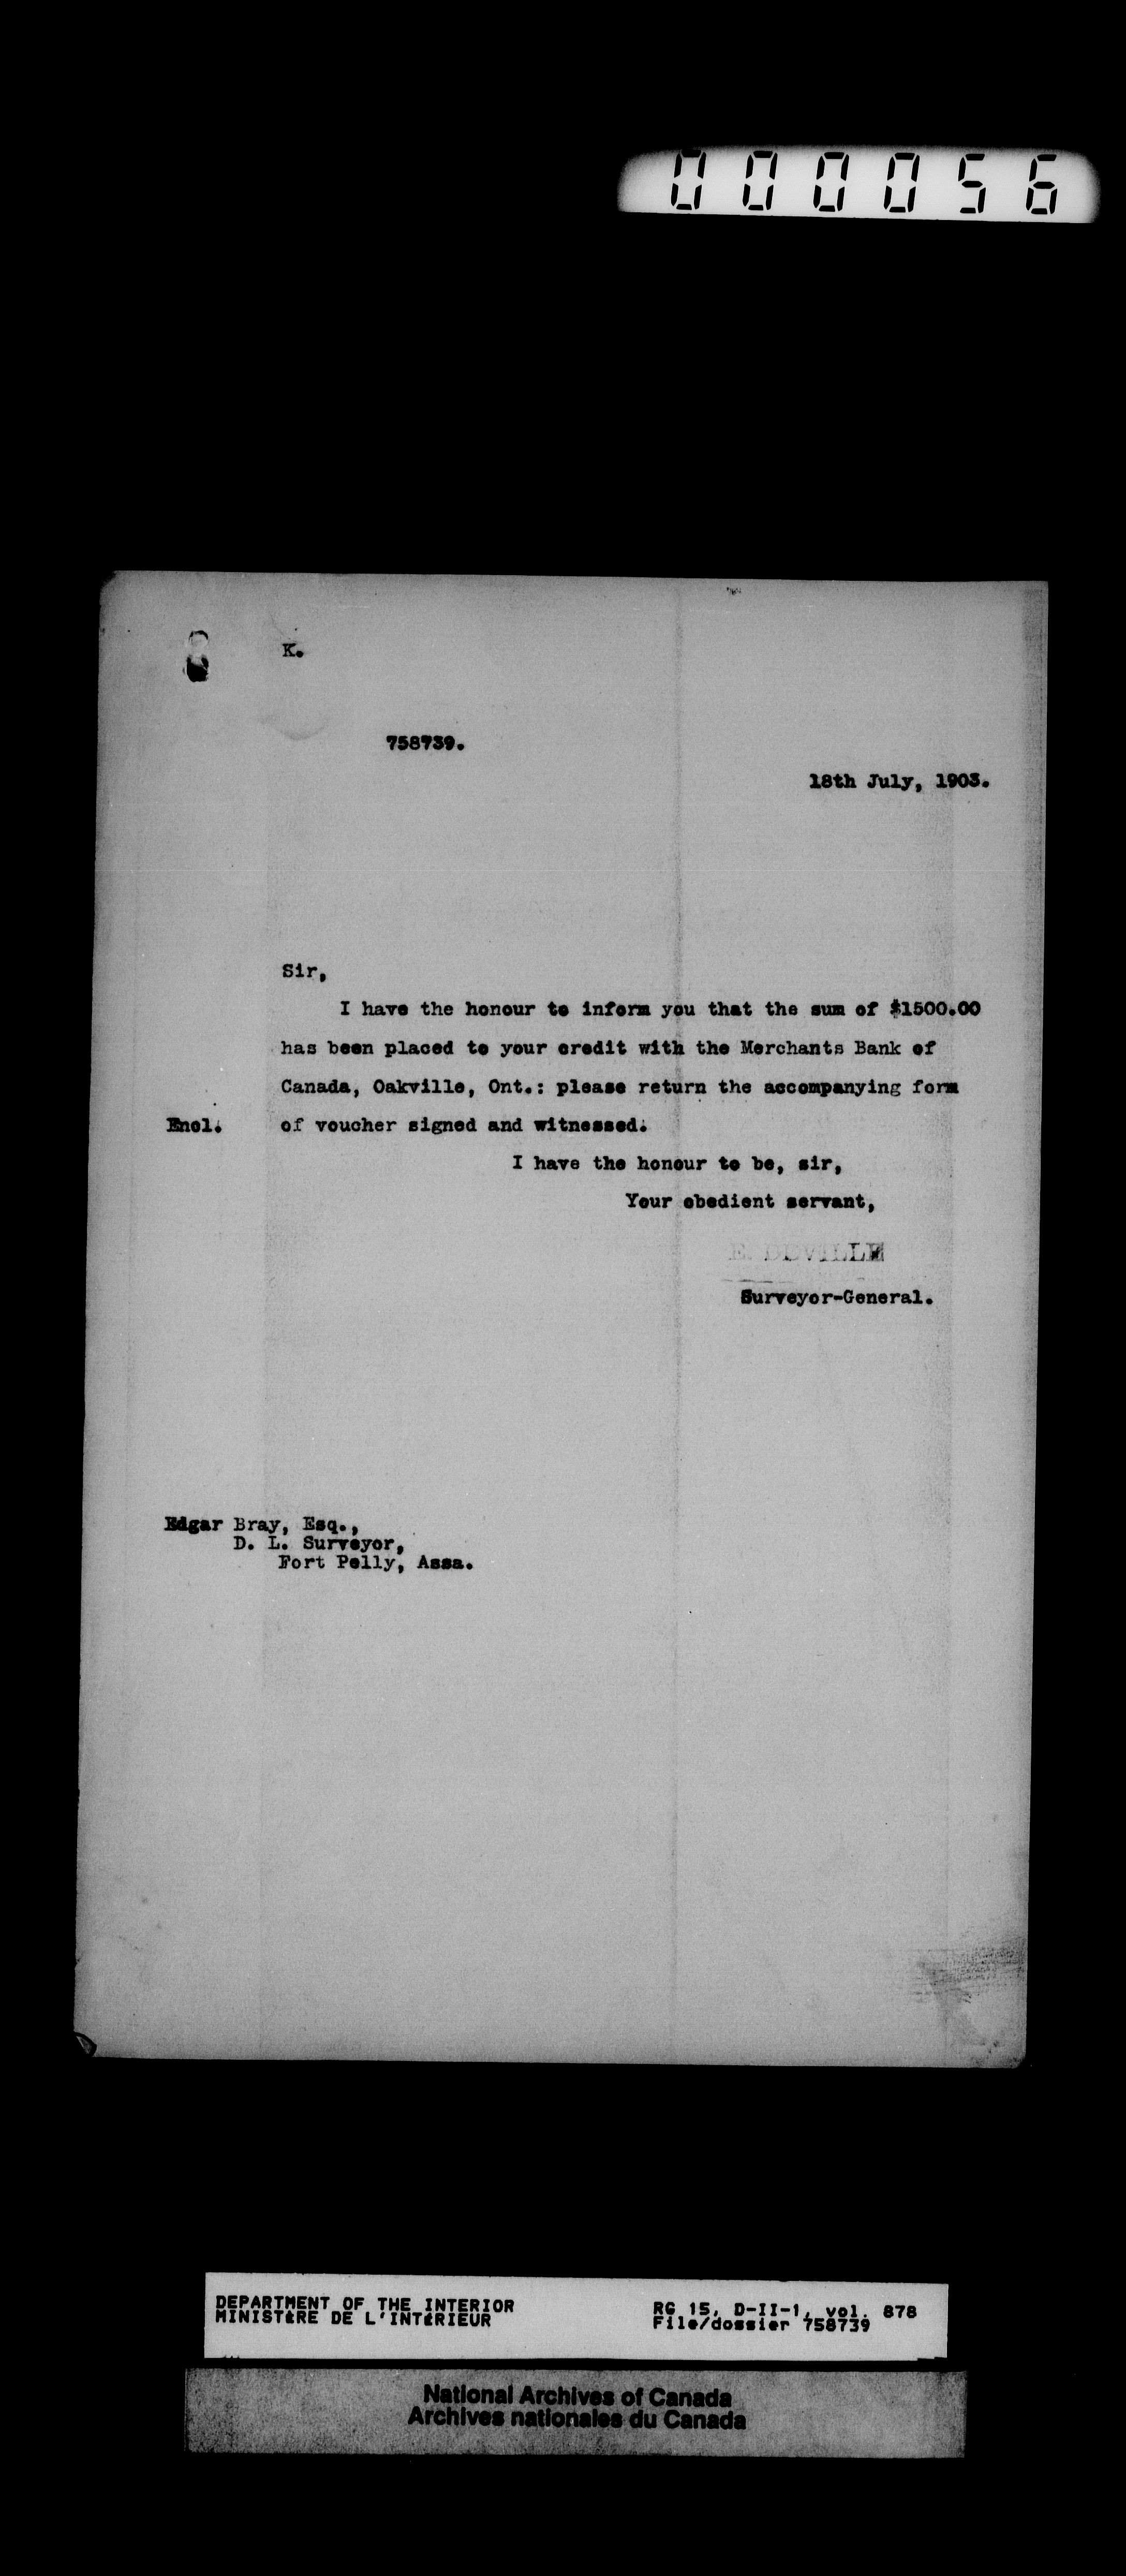 000056
K.
758739.
18th July, 1903.
Sir,
I have the honour to inform you that the sum of $1500.00
has been placed to your credit with the Merchants Bank of
Canada, Oakville, Ont.: please return the accompanying form
Encl. of voucher signed and witnessed.
I have the honour to be, sir,
Your obedient servant,
E. DEVILLE
Surveyor-General.
Edgar Bray, Esq.,
D. L. Surveyor,
Fort Pelly, Assa.
DEPARTMENT OF THE INTERIOR RG 15, D-II-1, vol. 878
MINISTÈRE DE L'INTÉRIEUR File/dossier 758739
National Archives of Canada
Archives nationales du Canada